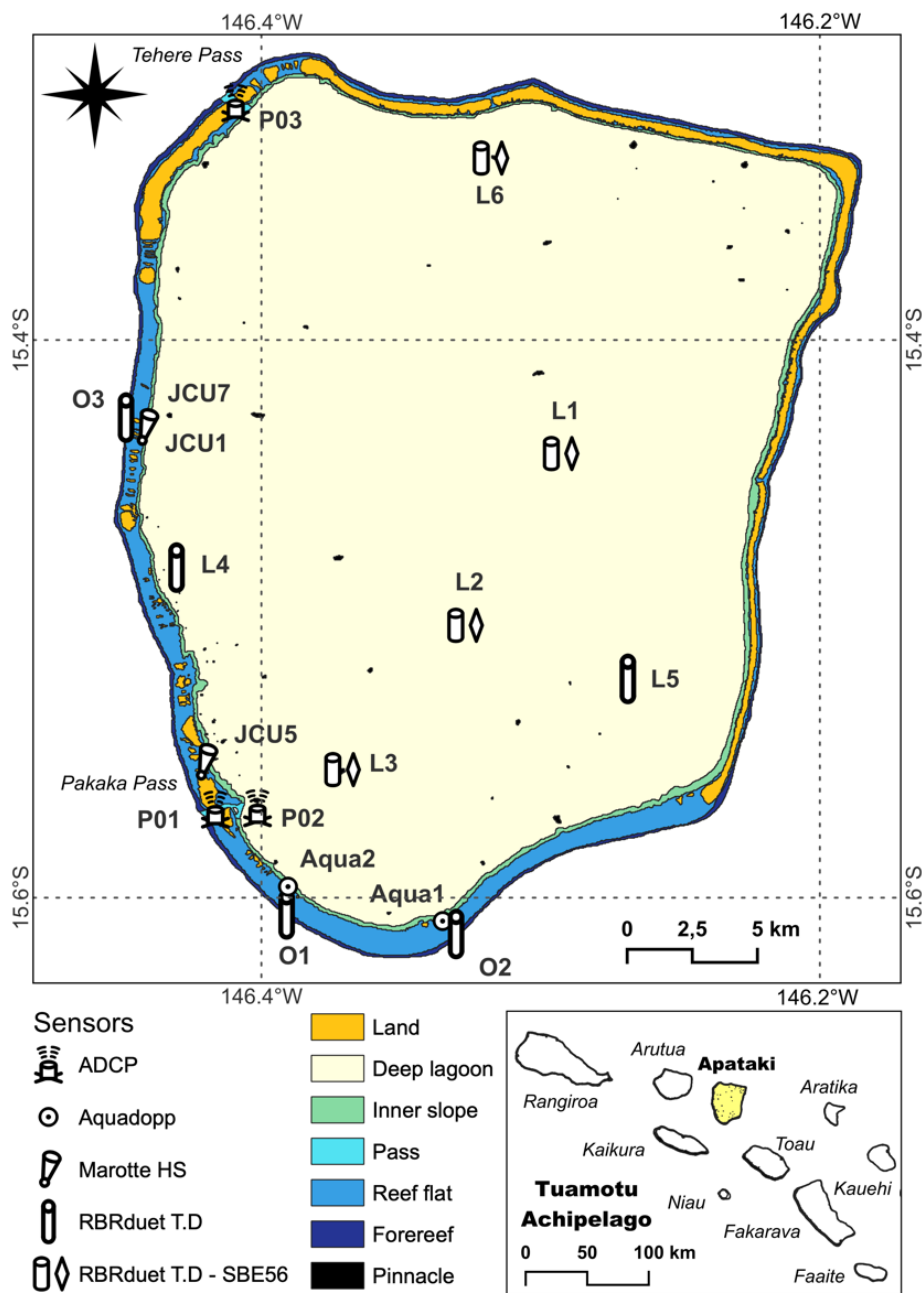 146.4°W
146.2°W
Tehere Pass
P03
L6
15.4°S
15.4°S
O3
JCU7
JCU1
L1
L4
L2
L5
JCU5
Pakaka Pass
L3
P01
P02
Aqua2
Aqua1
15.6°S
15.6°S
O1
O2
0 2,5 5 km
146.4°W
146.2°W
Sensors
ADCP
Aquadopp
Marotte HS
RBRduet T.D
RBRduet T.D - SBE56
Land
Deep lagoon
Inner slope
Pass
Reef flat
Forereef
Pinnacle
Arutua
Apataki
Rangiroa
Aratika
Kaikura
Toau
Kauehi
Tuamotu
Achipelago
Niau
Fakarava
0 50 100 km
Faaite